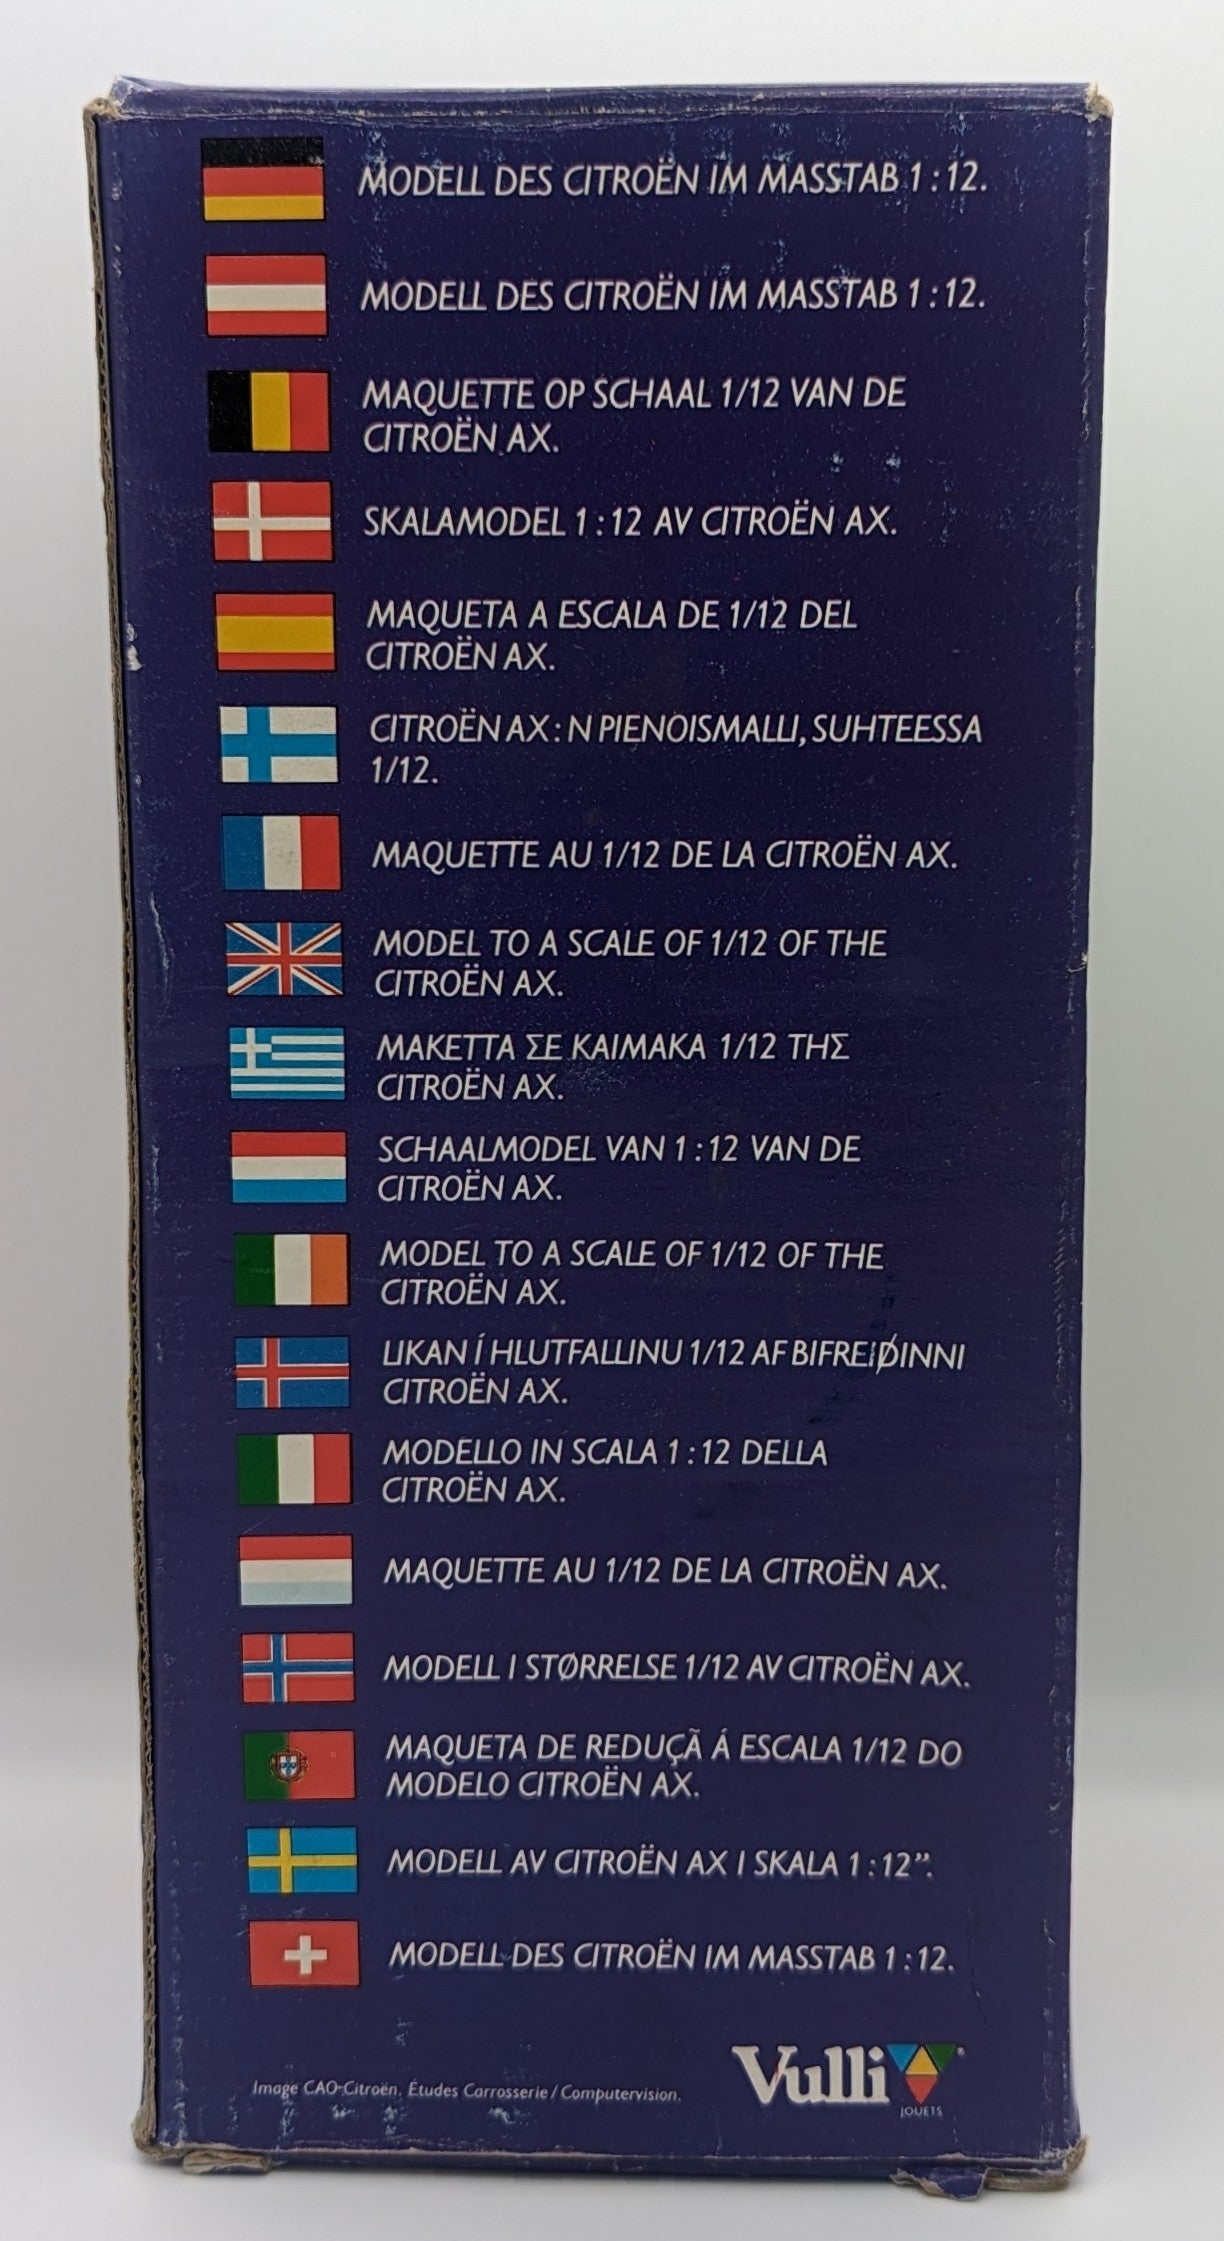 MODELL DES CITROËN IM MASSTAB 1:12.
MODELL DES CITROËN IM MASSTAB 1:12.
MAQUETTE OP SCHAAL 1/12 VAN DE
CITROËN AX.
SKALAMODEL 1:12 AV CITROËN AX.
MAQUETA A ESCALA DE 1/12 DEL
CITROËN AX.
CITROËN AX: N PIENOISMALLI, SUHTEESSA
1/12.
MAQUETTE AU 1/12 DE LA CITROËN AX.
MODEL TO A SCALE OF 1/12 OF THE
CITROËN AX.
ΜΑΚΕΤΤΑ ΣΕ ΚΑΙΜΑΚΑ 1/12 ΤΗΣ
CITROËN AX.
SCHAALMODEL VAN 1:12 VAN DE
CITROËN AX.
MODEL TO A SCALE OF 1/12 OF THE
CITROËN AX.
LIKAN Í HLUTFALLINU 1/12 AF BIFREIØINNI
CITROËN AX.
MODELLO IN SCALA 1:12 DELLA
CITROËN AX.
MAQUETTE AU 1/12 DE LA CITROËN AX.
MODELL I STØRRELSE 1/12 AV CITROËN AX.
MAQUETA DE REDUÇÃ Á ESCALA 1/12 DO
MODELO CITROËN AX.
MODELL AV CITROËN AX I SKALA 1:12”.
MODELL DES CITROËN IM MASSTAB 1:12.
Image CAO-Citroën. Études Carrosserie / Computervision.
Vulli®
JOUETS